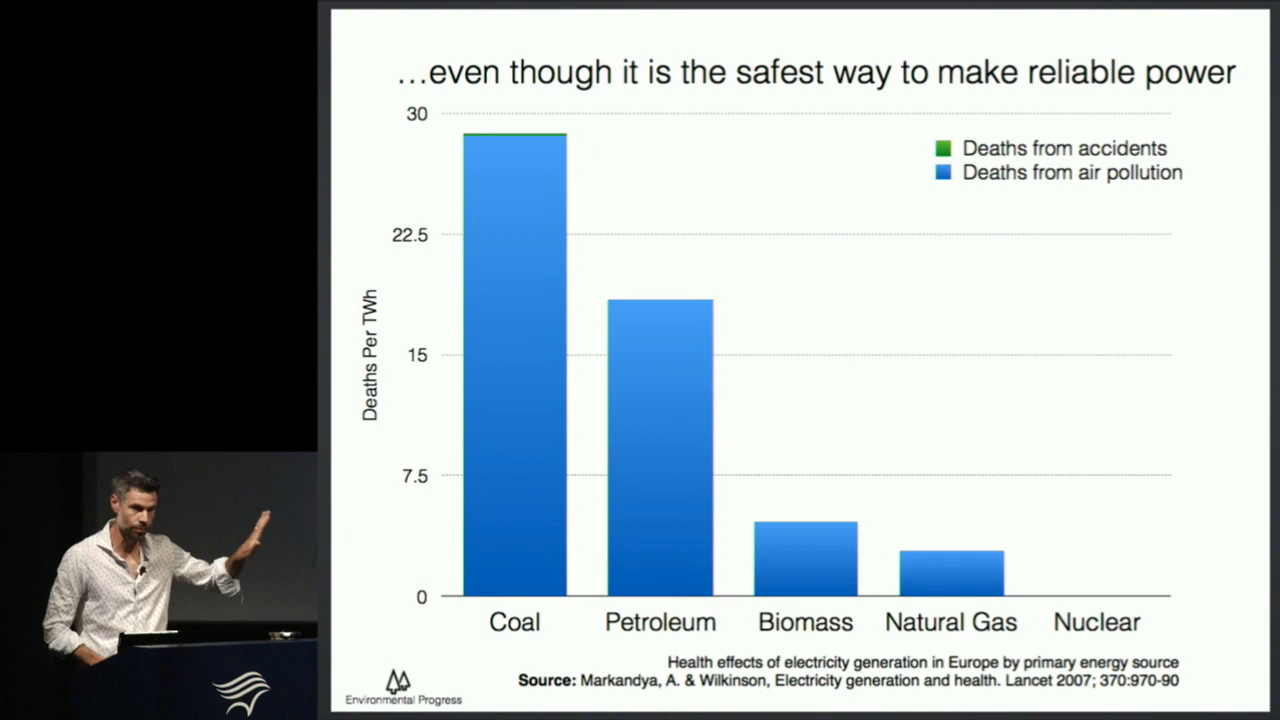 …even though it is the safest way to make reliable power
30
22.5
15
7.5
0
Deaths Per TWh
Deaths from accidents
Deaths from air pollution
Coal
Petroleum
Biomass
Natural Gas
Nuclear
Health effects of electricity generation in Europe by primary energy source
Source: Markandya, A. & Wilkinson, Electricity generation and health. Lancet 2007; 370:970-90
Environmental Progress